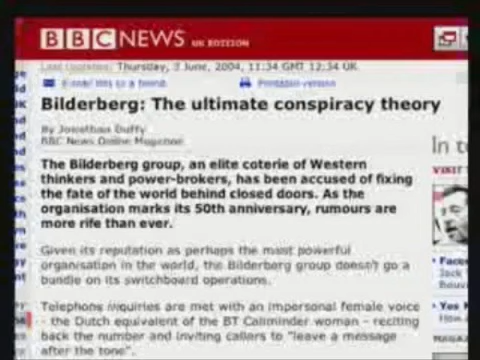 BBC NEWS UK EDITION
Last Updated: Thursday, 3 June, 2004, 11:34 GMT 12:34 UK
E-mail this to a friend Printable version
Bilderberg: The ultimate conspiracy theory
By Jonathan Duffy
BBC News Online Magazine
In t
The Bilderberg group, an elite coterie of Western
thinkers and power-brokers, has been accused of fixing
the fate of the world behind closed doors. As the
organisation marks its 50th anniversary, rumours are
more rife than ever.
VISIT
Given its reputation as perhaps the most powerful
organisation in the world, the Bilderberg group doesn't go a
bundle on its switchboard operations.
Face
Jack
Telephone inquiries are met with an impersonal female voice
- the Dutch equivalent of the BT Callminder woman - reciting
back the number and inviting callers to "leave a message
after the tone".
Yes
MAGA